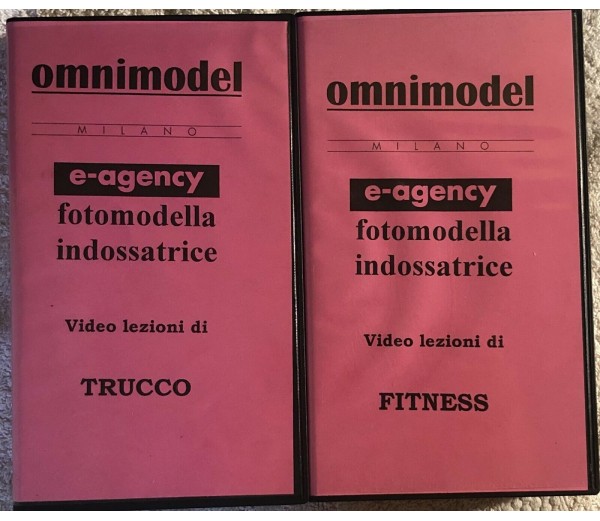 omnimodel
MILANO
e-agency
fotomodella
indossatrice
Video lezioni di
TRUCCO
omnimodel
MILANO
e-agency
fotomodella
indossatrice
Video lezioni di
FITNESS